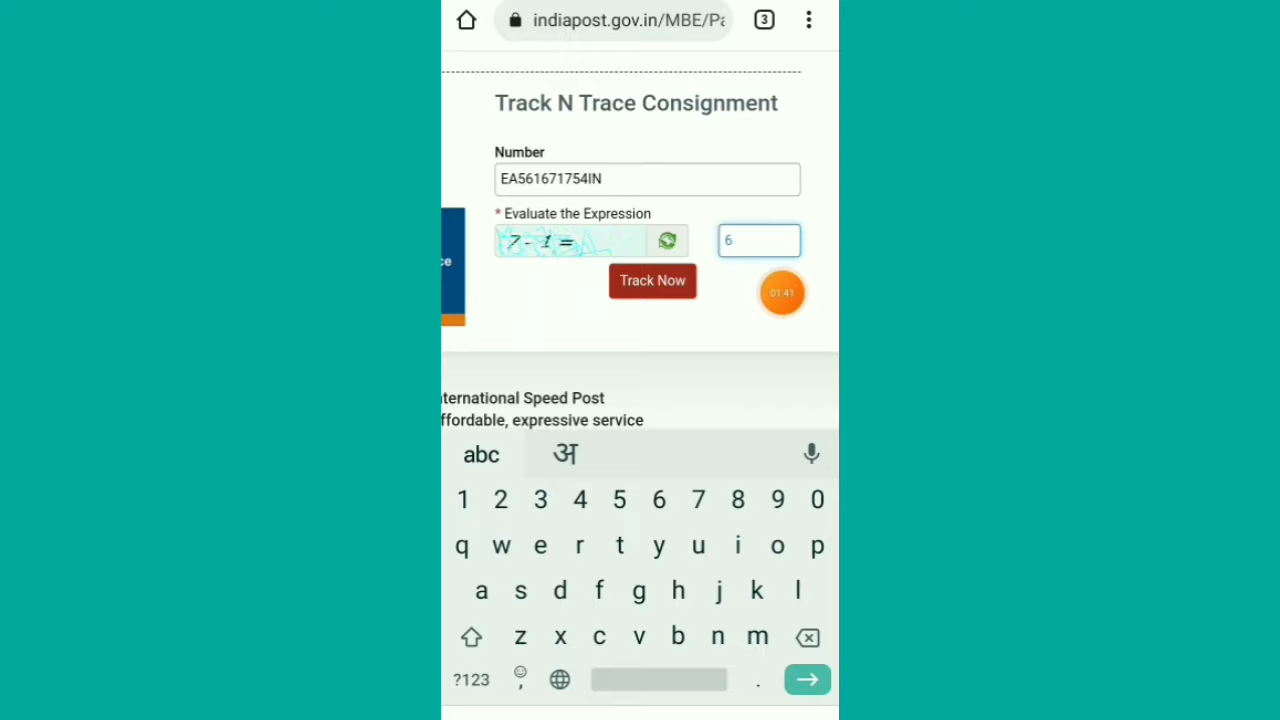 indiapost.gov.in/MBE/Pa
3
Track N Trace Consignment
Number
EA561671754IN
* Evaluate the Expression
7 - 1 =
6
ce
Track Now
01:41
nternational Speed Post
ffordable, expressive service
abc अ
1 2 3 4 5 6 7 8 9 0
q w e r t y u i o p
a s d f g h j k l
z x c v b n m
?123 , .